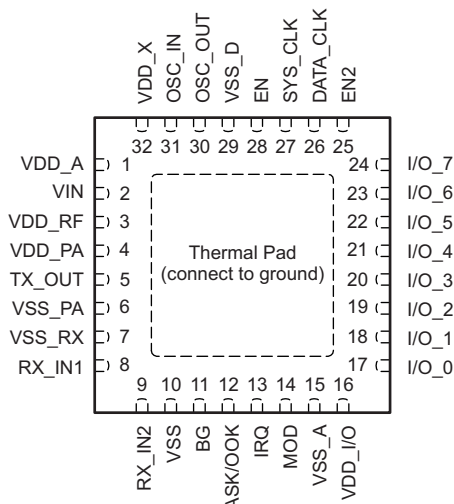 VDD_X
OSC_IN
OSC_OUT
VSS_D
EN
SYS_CLK
DATA_CLK
EN2
32 31 30 29 28 27 26 25
VDD_A 1
VIN 2
VDD_RF 3
VDD_PA 4
TX_OUT 5
VSS_PA 6
VSS_RX 7
RX_IN1 8
Thermal Pad
(connect to ground)
24 I/O_7
23 I/O_6
22 I/O_5
21 I/O_4
20 I/O_3
19 I/O_2
18 I/O_1
17 I/O_0
9 10 11 12 13 14 15 16
RX_IN2
VSS
BG
ASK/OOK
IRQ
MOD
VSS_A
VDD_I/O